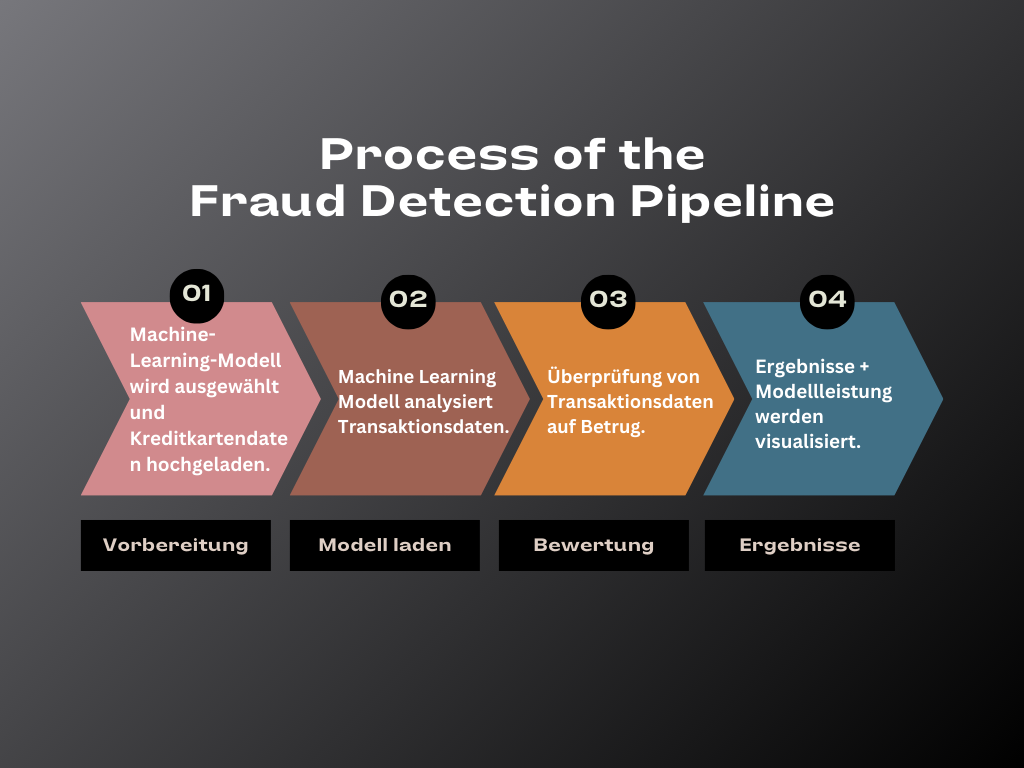 Process of the
Fraud Detection Pipeline
01
Machine-
Learning-Modell
wird ausgewählt
und
Kreditkartendate
n hochgeladen.
02
Machine Learning
Modell analysiert
Transaktionsdaten.
03
Überprüfung von
Transaktionsdaten
auf Betrug.
04
Ergebnisse +
Modellleistung
werden
visualisiert.
Vorbereitung
Modell laden
Bewertung
Ergebnisse